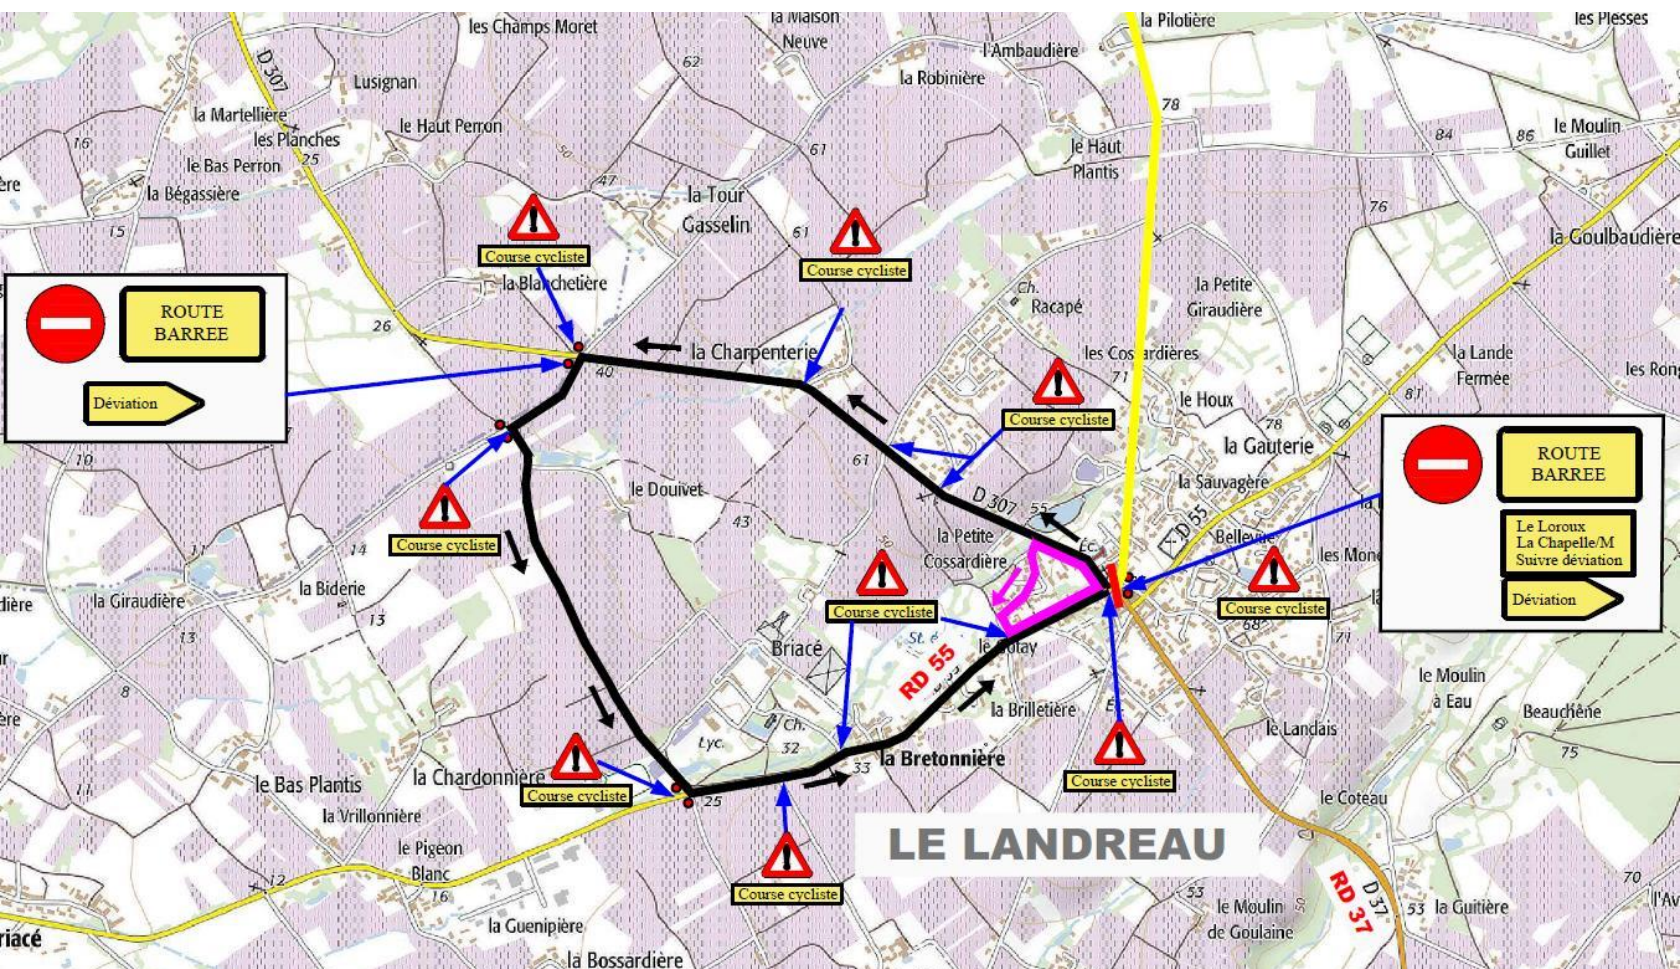 la Maison
Neuve
la Pilotière
les Plesses
les Champs Moret
l'Ambaudière
D 307
62
Lusignan
la Robinière
78
la Martellière
le Haut Perron
84
86
le Moulin
Guillet
16
les Planches
50
61
le Haut
Plantis
le Bas Perron
25
la Bégassière
47
la Tour
Gasselin
76
15
61
la Goulbaudière
Course cycliste
Course cycliste
la Blanchetière
Ch.
Racapé
la Petite
Giraudière
ROUTE
BARREE
Déviation
26
la Charpenterie
les Cossardières
la Lande
Fermée
40
71
81
le Houx
Course cycliste
78
la Gauterie
10
61
la Sauvagère
ROUTE
BARREE
le Douivet
D 307
55
D 55
Le Loroux
La Chapelle/M
Suivre déviation
Déviation
43
la Petite
Cossardière
Éc.
Bellevue
Course cycliste
14
11
la Biderie
la Giraudière
13
13
Course cycliste
50
Course cycliste
68
71
Briacé
RD 55
8
la Brilletière
le Moulin
à Eau
Beauchêne
Lyc.
Ch.
32
33
la Bretonnière
les Landais
75
le Bas Plantis
la Chardonnière
Course cycliste
25
Course cycliste
11
la Vrillonnière
le Coteau
le Pigeon
Blanc
LE LANDREAU
12
16
Course cycliste
53
RD 37
D 37
70
la Guenipière
le Moulin
de Goulaine
50
53
la Guitière
la Bossardière